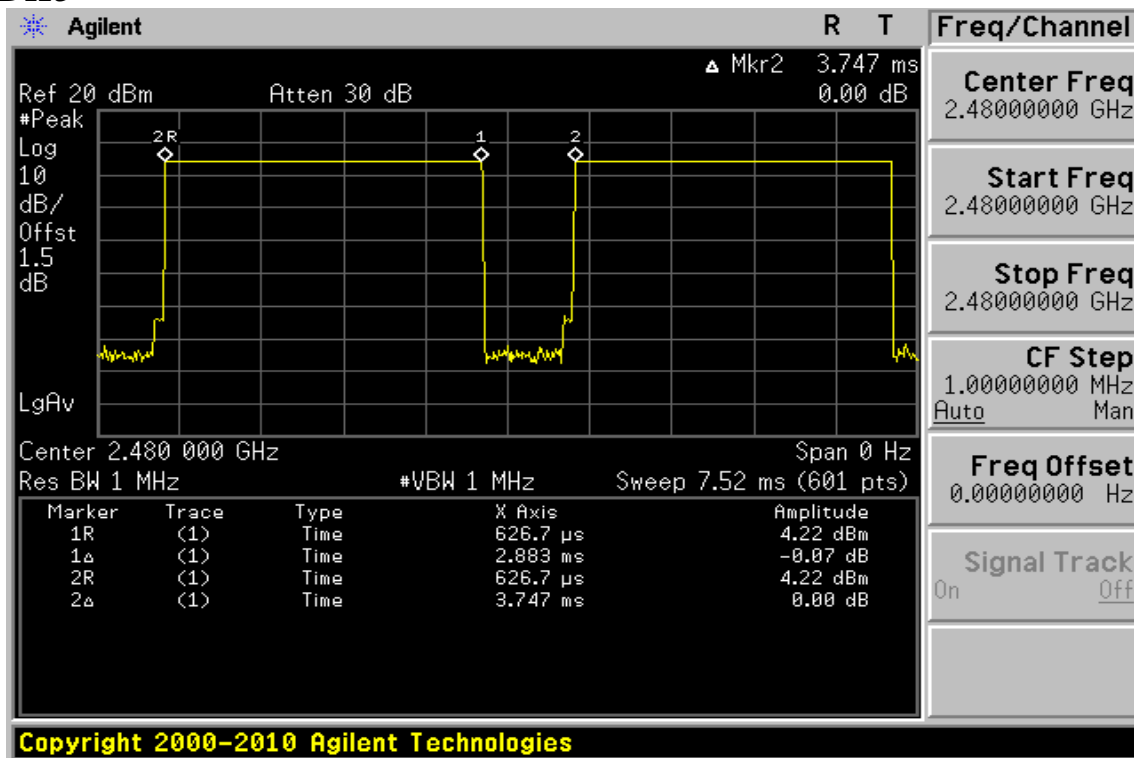 Agilent R T
Freq/Channel
Δ Mkr2 3.747 ms
Ref 20 dBm Atten 30 dB 0.00 dB
#Peak
Log
10
dB/
Offst
1.5
dB
LgAv
2R 1 2
Center 2.480 000 GHz Span 0 Hz
Res BW 1 MHz #VBW 1 MHz Sweep 7.52 ms (601 pts)
Marker Trace Type X Axis Amplitude
1R (1) Time 626.7 µs 4.22 dBm
1Δ (1) Time 2.883 ms -0.07 dB
2R (1) Time 626.7 µs 4.22 dBm
2Δ (1) Time 3.747 ms 0.00 dB
Center Freq
2.48000000 GHz
Start Freq
2.48000000 GHz
Stop Freq
2.48000000 GHz
CF Step
1.00000000 MHz
Auto Man
Freq Offset
0.00000000 Hz
Signal Track
On Off
Copyright 2000-2010 Agilent Technologies